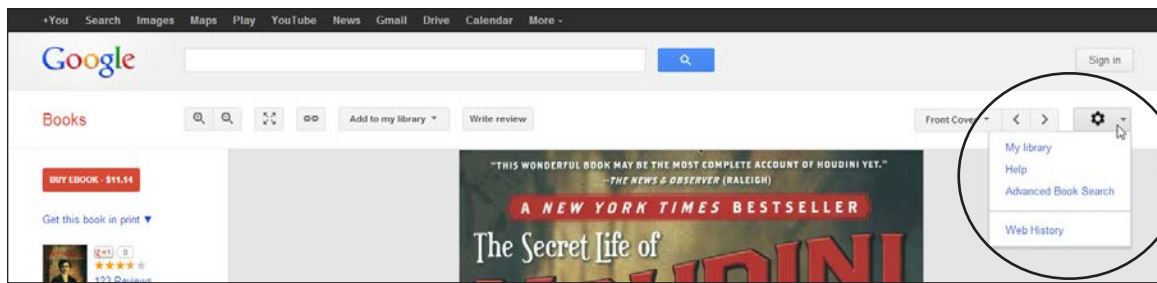 +You Search Images Maps Play YouTube News Gmail Drive Calendar More
Google
Sign in
Books
Add to my library
Write review
Front Cover
My library
Help
Advanced Book Search
Web History
BUY EBOOK - $11.14
Get this book in print ▼
+1 0
123 Reviews
"THIS WONDERFUL BOOK MAY BE THE MOST COMPLETE ACCOUNT OF HOUDINI YET."
—THE NEWS & OBSERVER (RALEIGH)
A NEW YORK TIMES BESTSELLER
The Secret Life of
HOUDINI